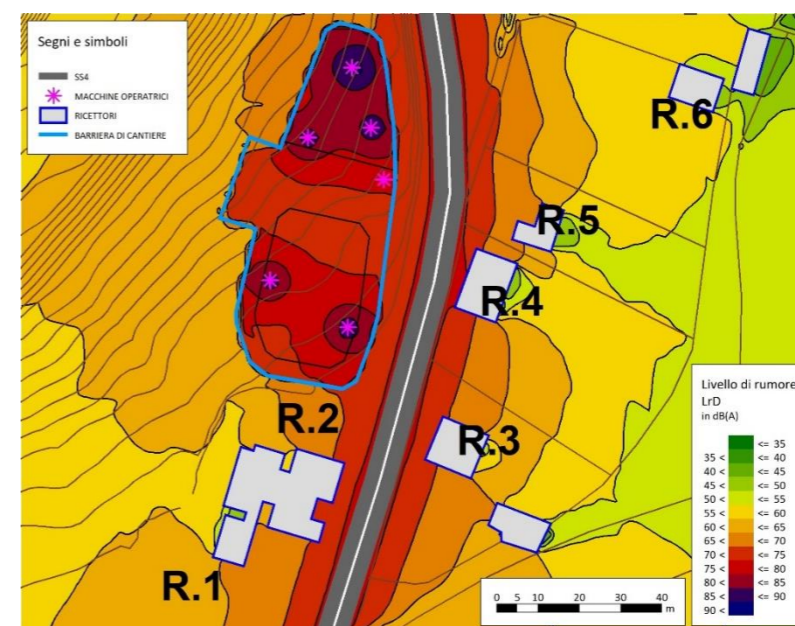 Segni e simboli
SS4
MACCHINE OPERATRICI
RICETTORI
BARRIERA DI CANTIERE
R.6
R.5
R.4
R.2
R.3
R.1
Livello di rumore
LrD
in dB(A)
<= 35
35 < <= 40
40 < <= 45
45 < <= 50
50 < <= 55
55 < <= 60
60 < <= 65
65 < <= 70
70 < <= 75
75 < <= 80
80 < <= 85
85 < <= 90
90 <
0 5 10 20 30 40
m